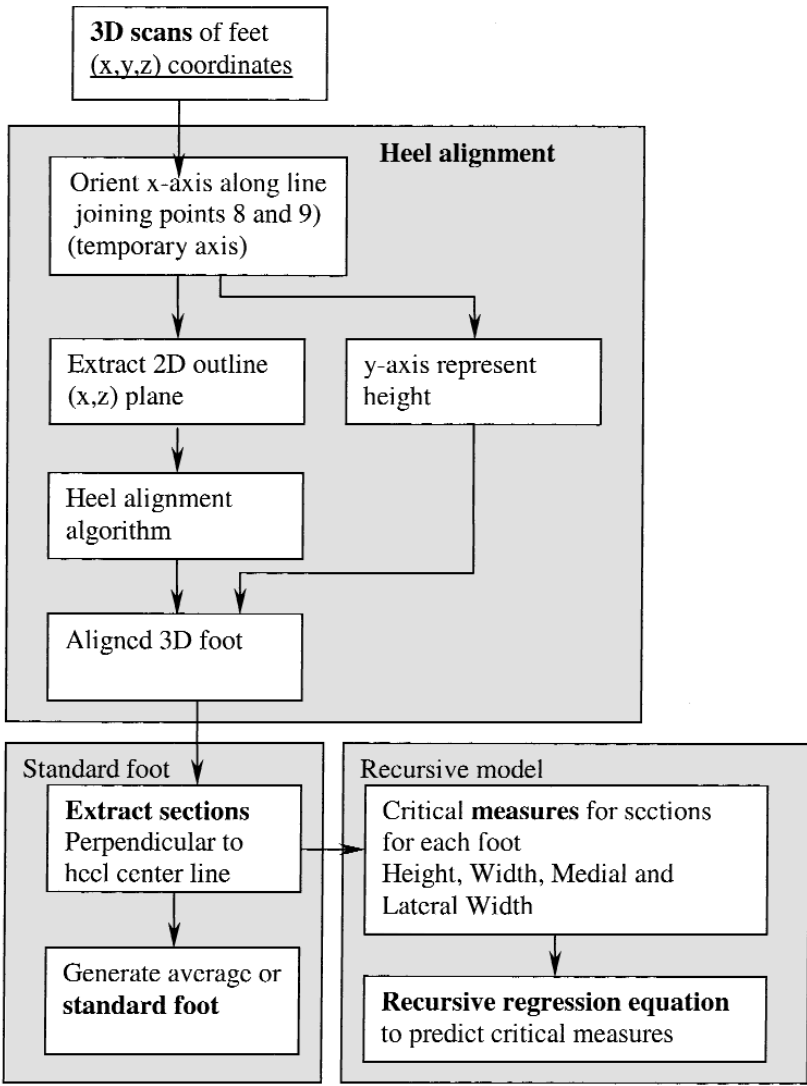 3D scans of feet
(x,y,z) coordinates
Heel alignment
Orient x-axis along line
joining points 8 and 9)
(temporary axis)
Extract 2D outline
(x,z) plane
y-axis represent
height
Heel alignment
algorithm
Aligned 3D foot
Standard foot
Extract sections
Perpendicular to
heel center line
Generate average or
standard foot
Recursive model
Critical measures for sections
for each foot
Height, Width, Medial and
Lateral Width
Recursive regression equation
to predict critical measures